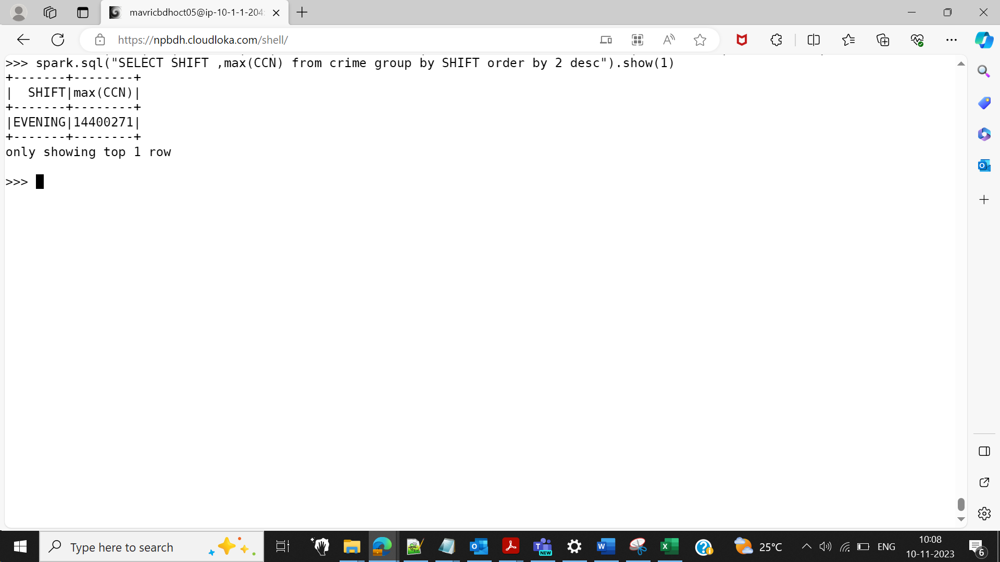 mavricbdhoct05@ip-10-1-1-204
https://npbdh.cloudloka.com/shell/
>>> spark.sql("SELECT SHIFT ,max(CCN) from crime group by SHIFT order by 2 desc").show(1)
+-------+--------+
|  SHIFT|max(CCN)|
+-------+--------+
|EVENING|14400271|
+-------+--------+
only showing top 1 row
>>>
Type here to search
NEW
25°C
ENG
10:08
10-11-2023
6